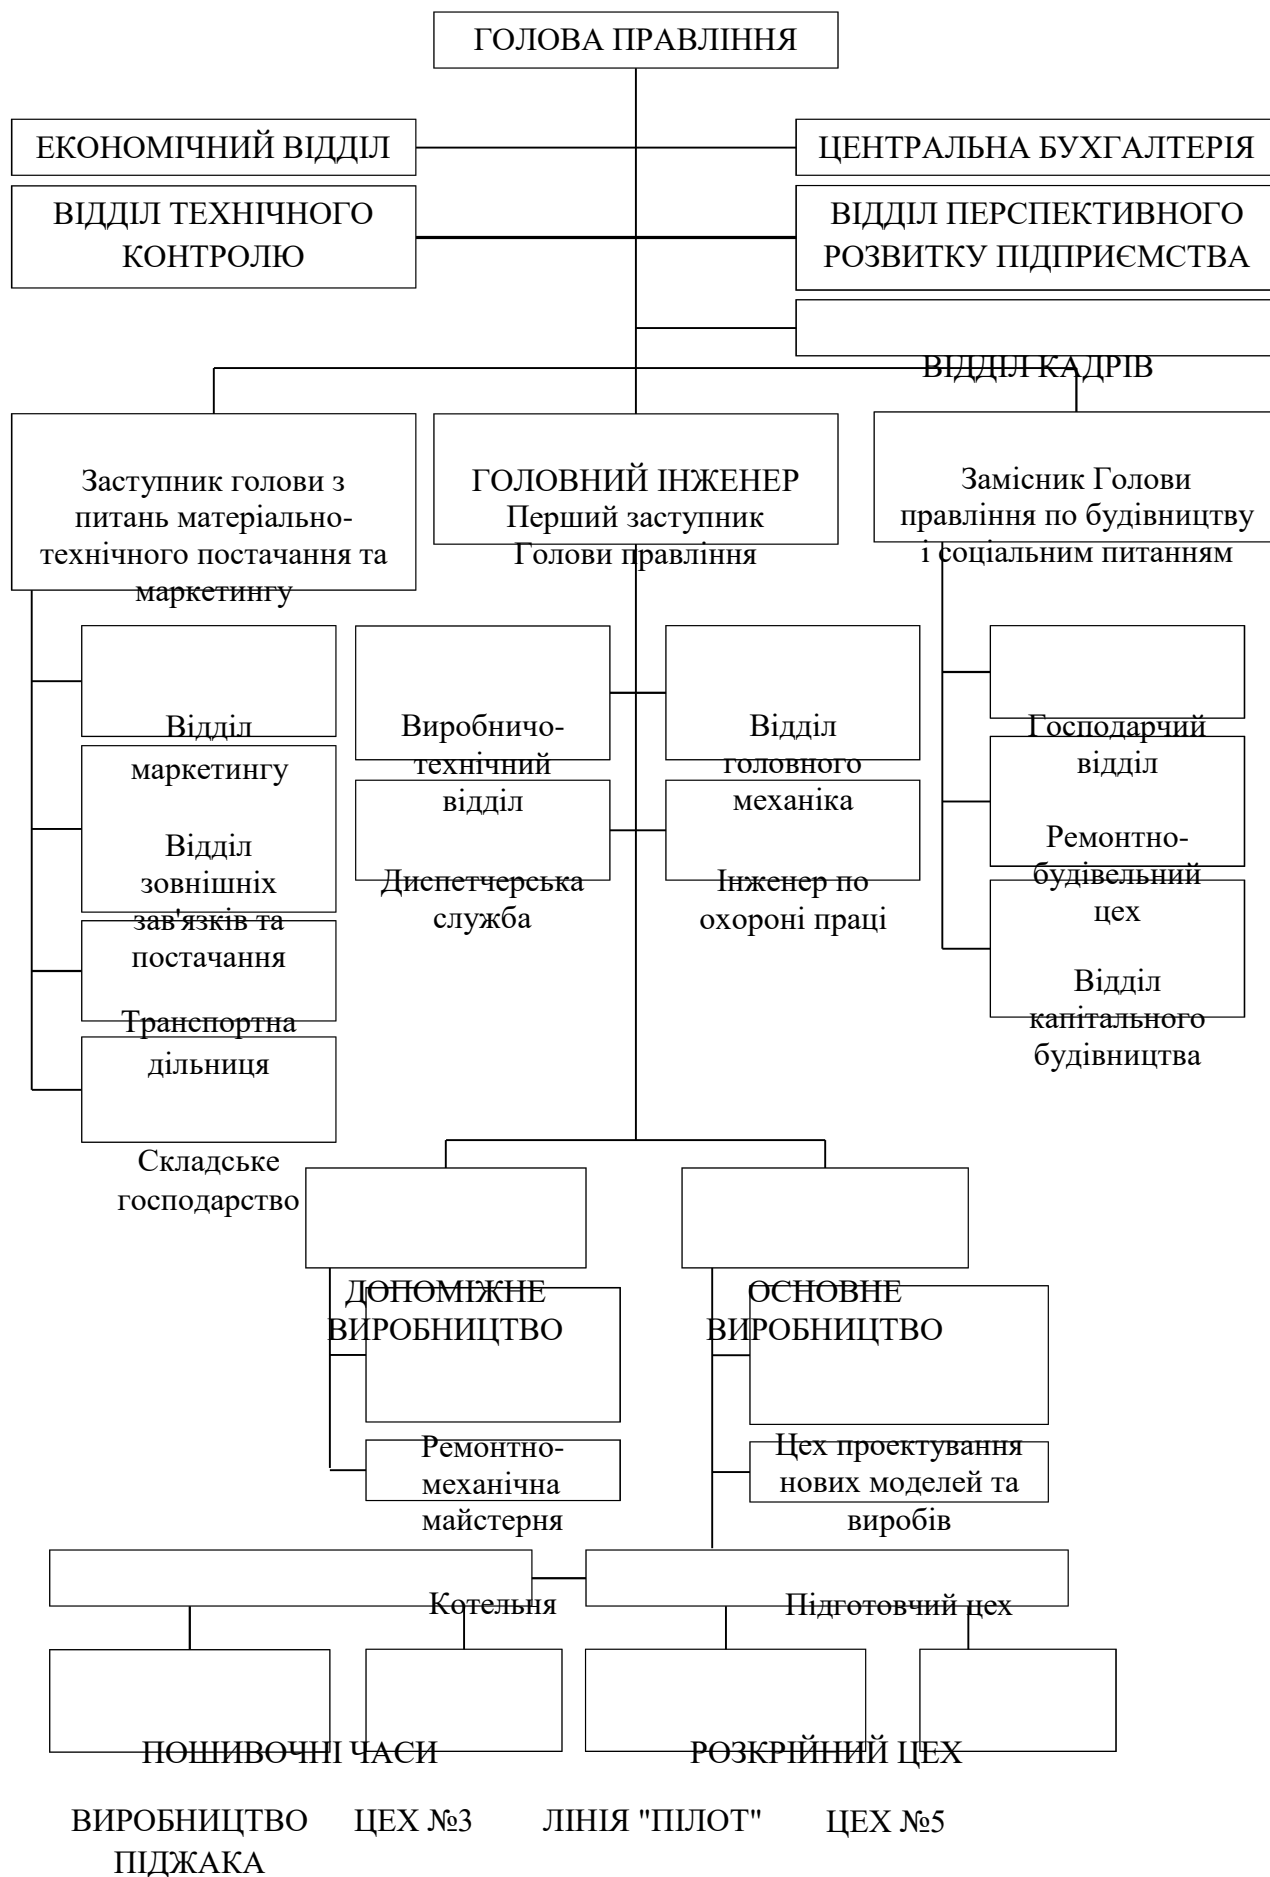 ГОЛОВА ПРАВЛІННЯ
ЕКОНОМІЧНИЙ ВІДДІЛ
ЦЕНТРАЛЬНА БУХГАЛТЕРІЯ
ВІДДІЛ ТЕХНІЧНОГО
КОНТРОЛЮ
ВІДДІЛ ПЕРСПЕКТИВНОГО
РОЗВИТКУ ПІДПРИЄМСТВА
ВІДДІЛ КАДРІВ
Заступник голови з
питань матеріально-
технічного постачання та
маркетингу
ГОЛОВНИЙ ІНЖЕНЕР
Перший заступник
Голови правління
Замісник Голови
правління по будівництву
і соціальним питанням
Відділ
маркетингу
Відділ
зовнішніх
зав'язків та
постачання
Транспортна
дільниця
Складське
господарство
Виробничо-
технічний
відділ
Диспетчерська
служба
Відділ
головного
механіка
Інженер по
охороні праці
Господарчий
відділ
Ремонтно-
будівельний
цех
Відділ
капітального
будівництва
ДОПОМІЖНЕ
ВИРОБНИЦТВО
ОСНОВНЕ
ВИРОБНИЦТВО
Ремонтно-
механічна
майстерня
Цех проектування
нових моделей та
виробів
Котельня
Підготовчий цех
ПОШИВОЧНІ ЧАСИ
РОЗКРІЙНИЙ ЦЕХ
ВИРОБНИЦТВО
ПІДЖАКА
ЦЕХ №3
ЛІНІЯ "ПІЛОТ"
ЦЕХ №5